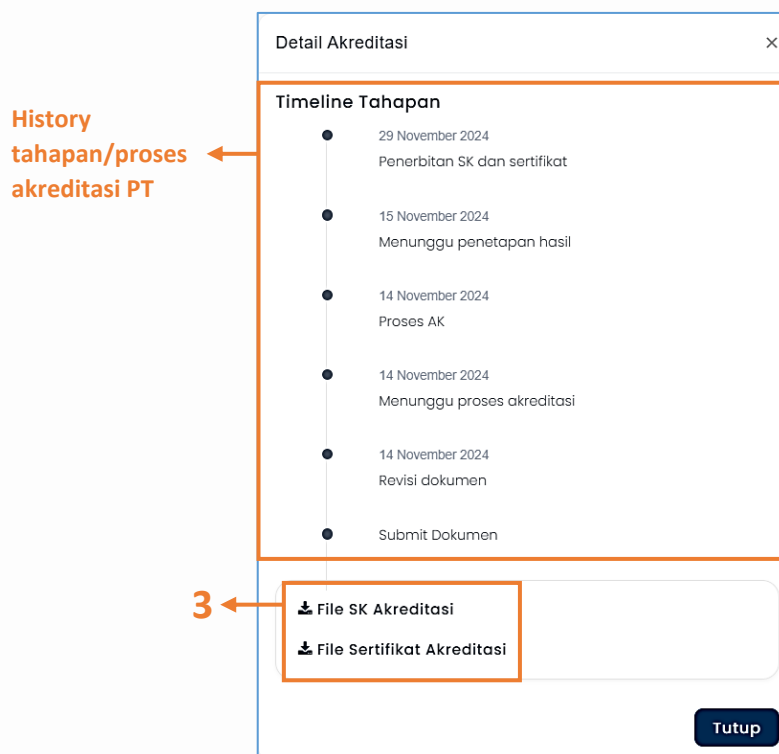 Detail Akreditasi ×
Timeline Tahapan
History
tahapan/proses
akreditasi PT
29 November 2024
Penerbitan SK dan sertifikat
15 November 2024
Menunggu penetapan hasil
14 November 2024
Proses AK
14 November 2024
Menunggu proses akreditasi
14 November 2024
Revisi dokumen
Submit Dokumen
3
File SK Akreditasi
File Sertifikat Akreditasi
Tutup